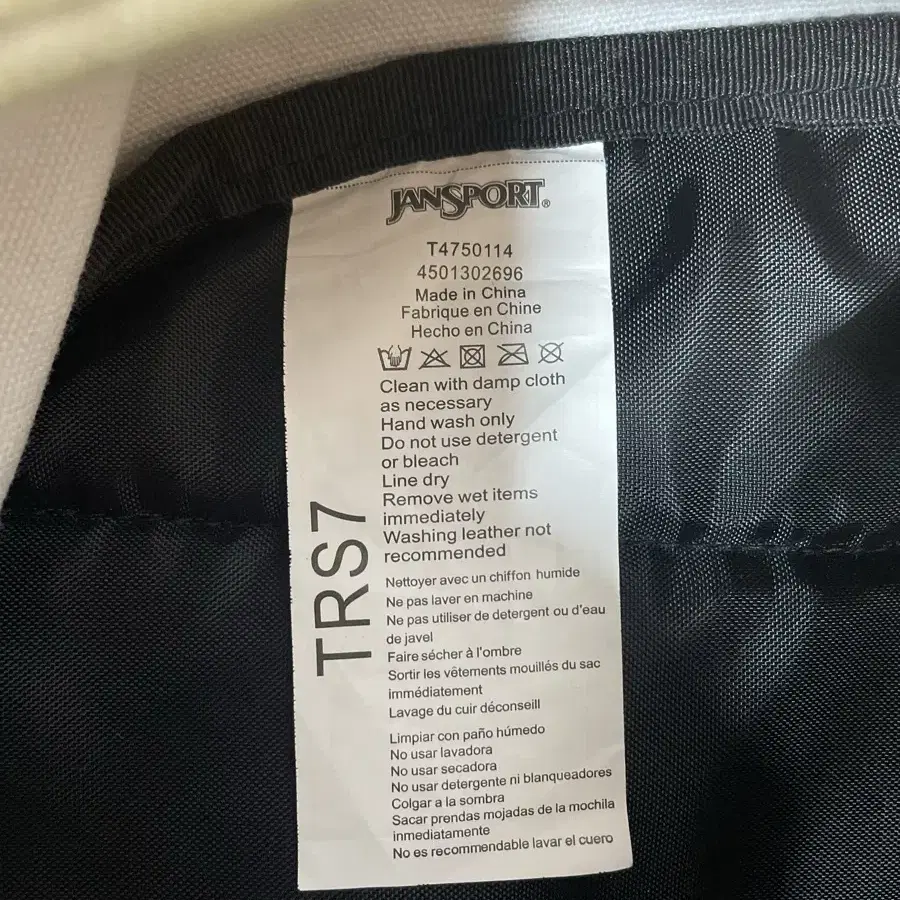 JANSPORT®
T4750114
4501302696
Made in China
Fabrique en Chine
Hecho en China
Clean with damp cloth
as necessary
Hand wash only
Do not use detergent
or bleach
Line dry
Remove wet items
immediately
Washing leather not
recommended
TRS7
Nettoyer avec un chiffon humide
Ne pas laver en machine
Ne pas utiliser de detergent ou d'eau
de javel
Faire sécher à l'ombre
Sortir les vêtements mouillés du sac
immédiatement
Lavage du cuir déconseill
Limpiar con paño húmedo
No usar lavadora
No usar secadora
No usar detergente ni blanqueadores
Colgar a la sombra
Sacar prendas mojadas de la mochila
inmediatamente
No es recommendable lavar el cuero